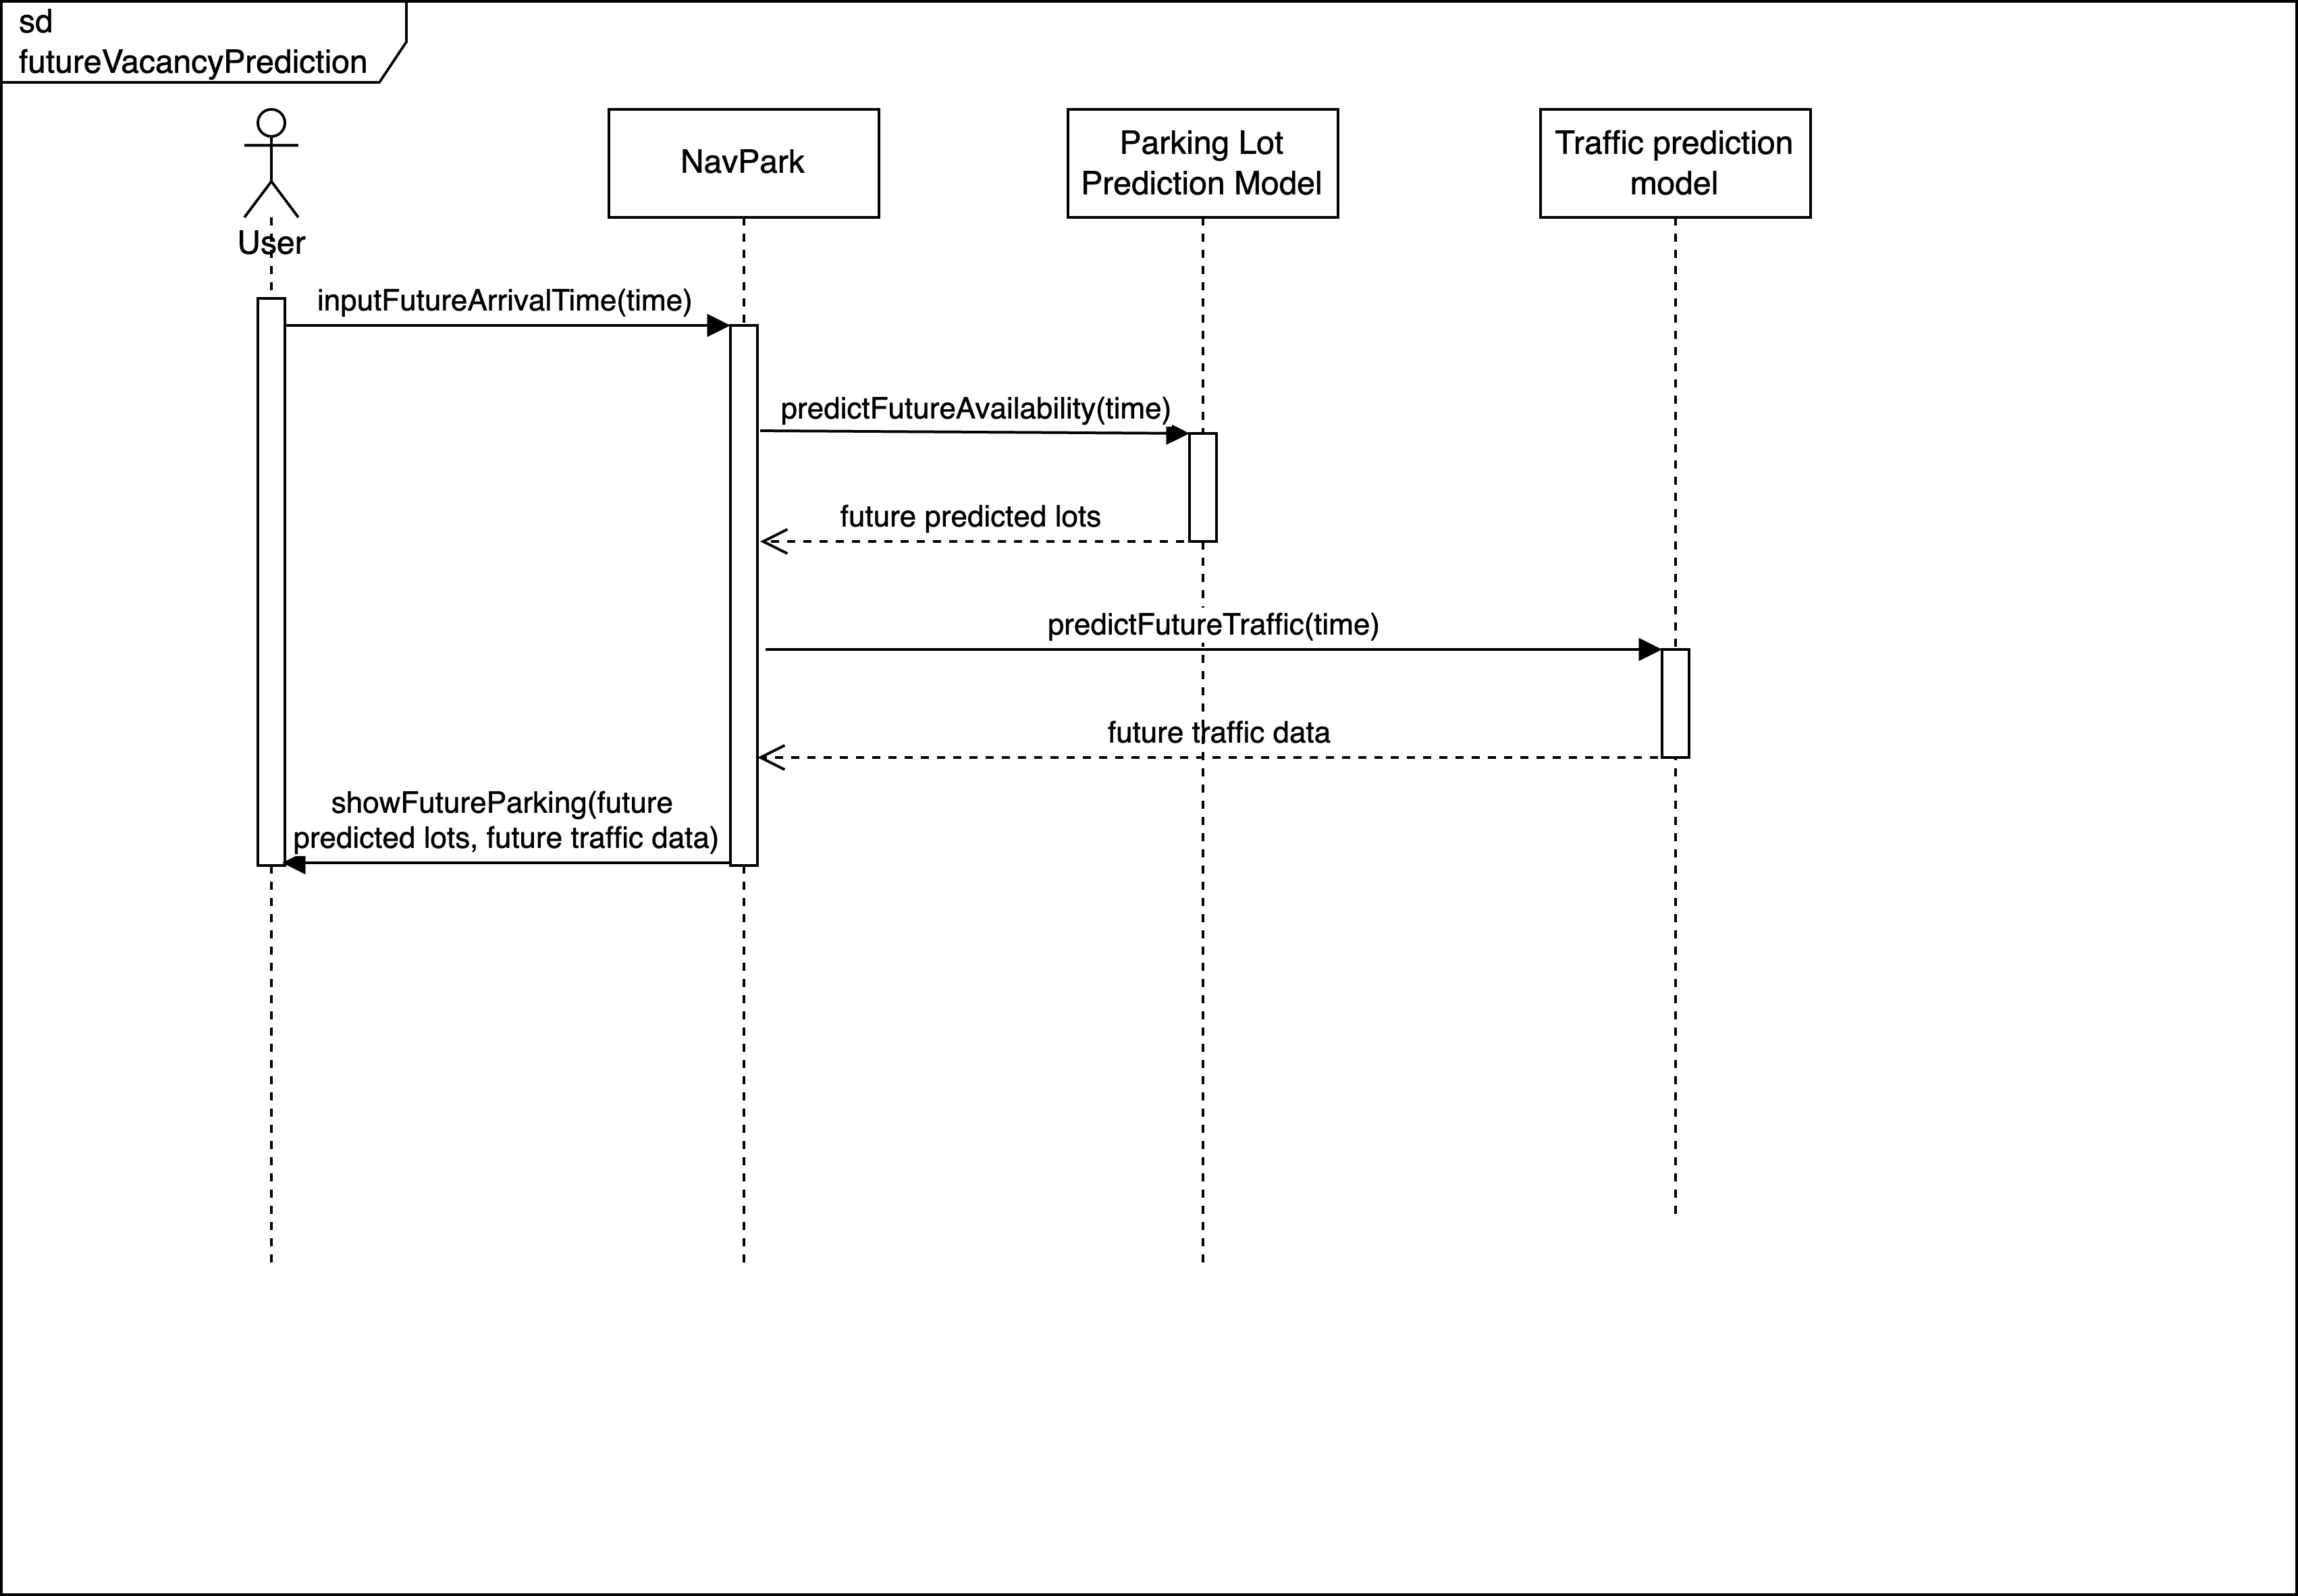 sd
futureVacancyPrediction
User
NavPark
Parking Lot
Prediction Model
Traffic prediction
model
inputFutureArrivalTime(time)
predictFutureAvailability(time)
future predicted lots
predictFutureTraffic(time)
future traffic data
showFutureParking(future
predicted lots, future traffic data)